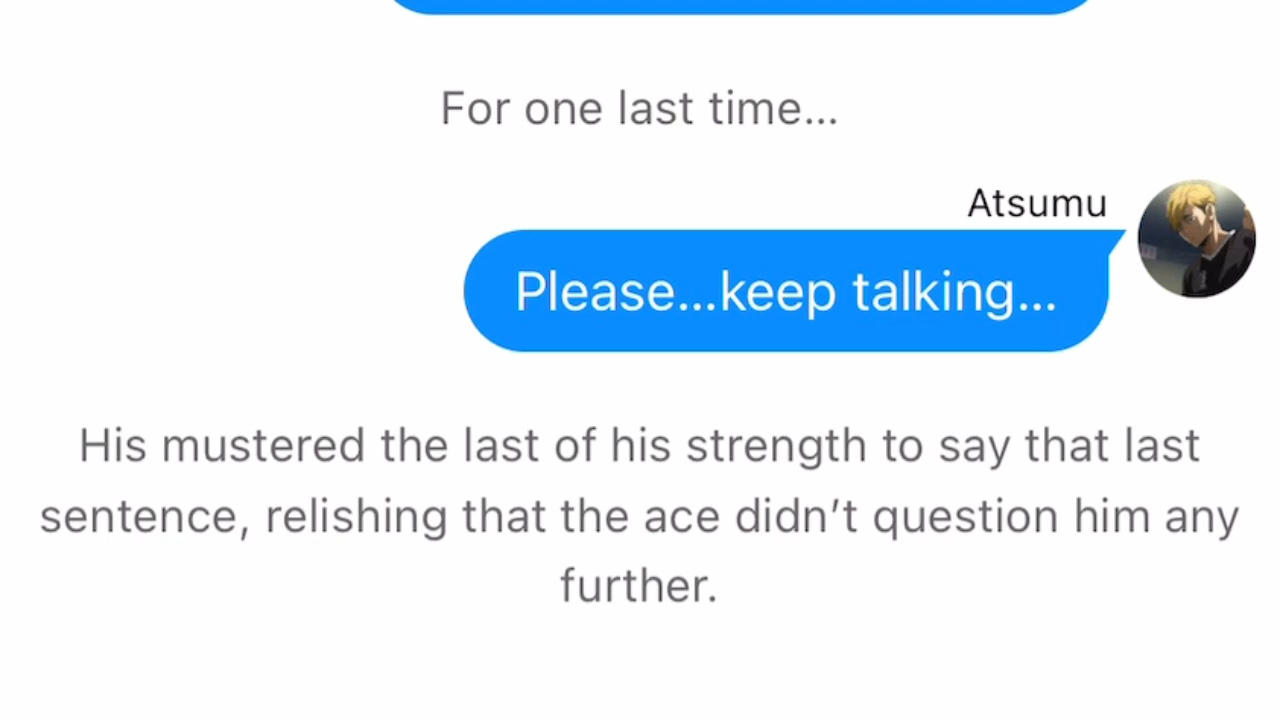 For one last time...
Atsumu
Please...keep talking...
His mustered the last of his strength to say that last
sentence, relishing that the ace didn’t question him any
further.